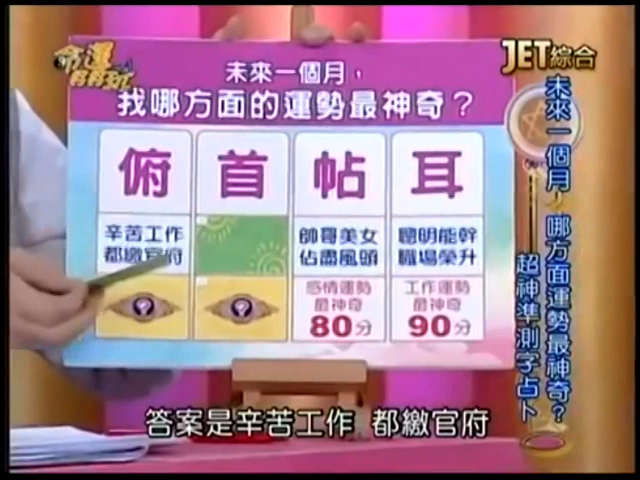 命運好好玩
JET綜合
未來一個月，
找哪方面的運勢最神奇？
俯 首 帖 耳
辛苦工作
都繳官府
帥哥美女
佔盡風頭
聰明能幹
職場榮升
感情運勢
最神奇
80分
工作運勢
最神奇
90分
未來一個月，哪方面運勢最神奇？
超神準測字占卜
答案是辛苦工作 都繳官府